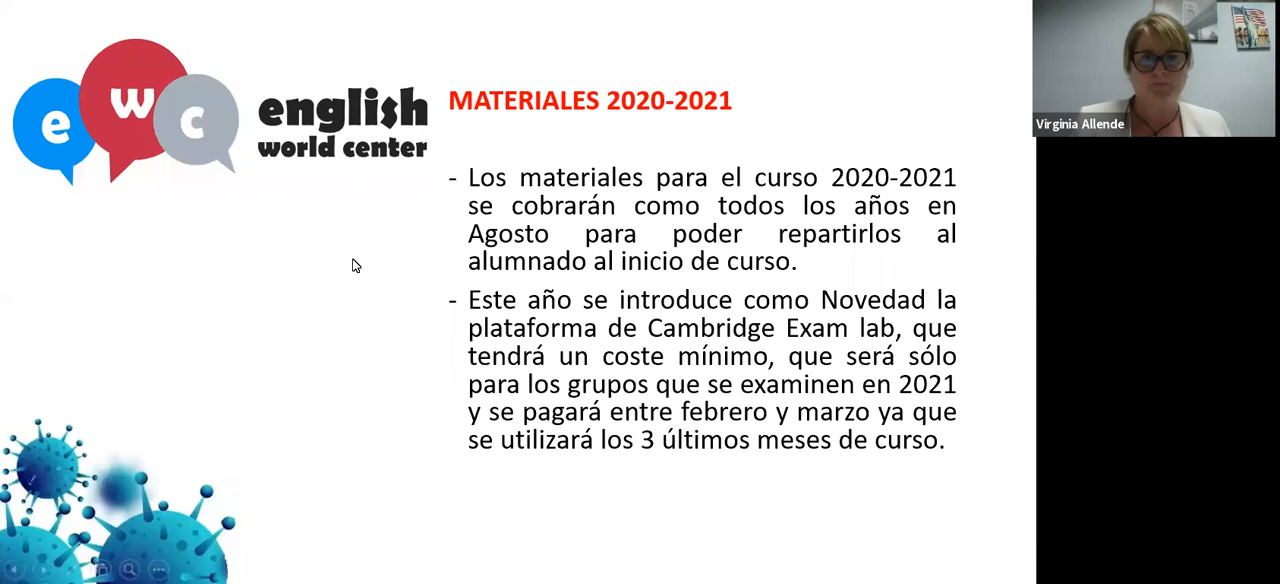 e w c
english
world center
MATERIALES 2020-2021
- Los materiales para el curso 2020-2021
se cobrarán como todos los años en
Agosto para poder repartirlos al
alumnado al inicio de curso.
- Este año se introduce como Novedad la
plataforma de Cambridge Exam lab, que
tendrá un coste mínimo, que será sólo
para los grupos que se examinen en 2021
y se pagará entre febrero y marzo ya que
se utilizará los 3 últimos meses de curso.
Virginia Allende